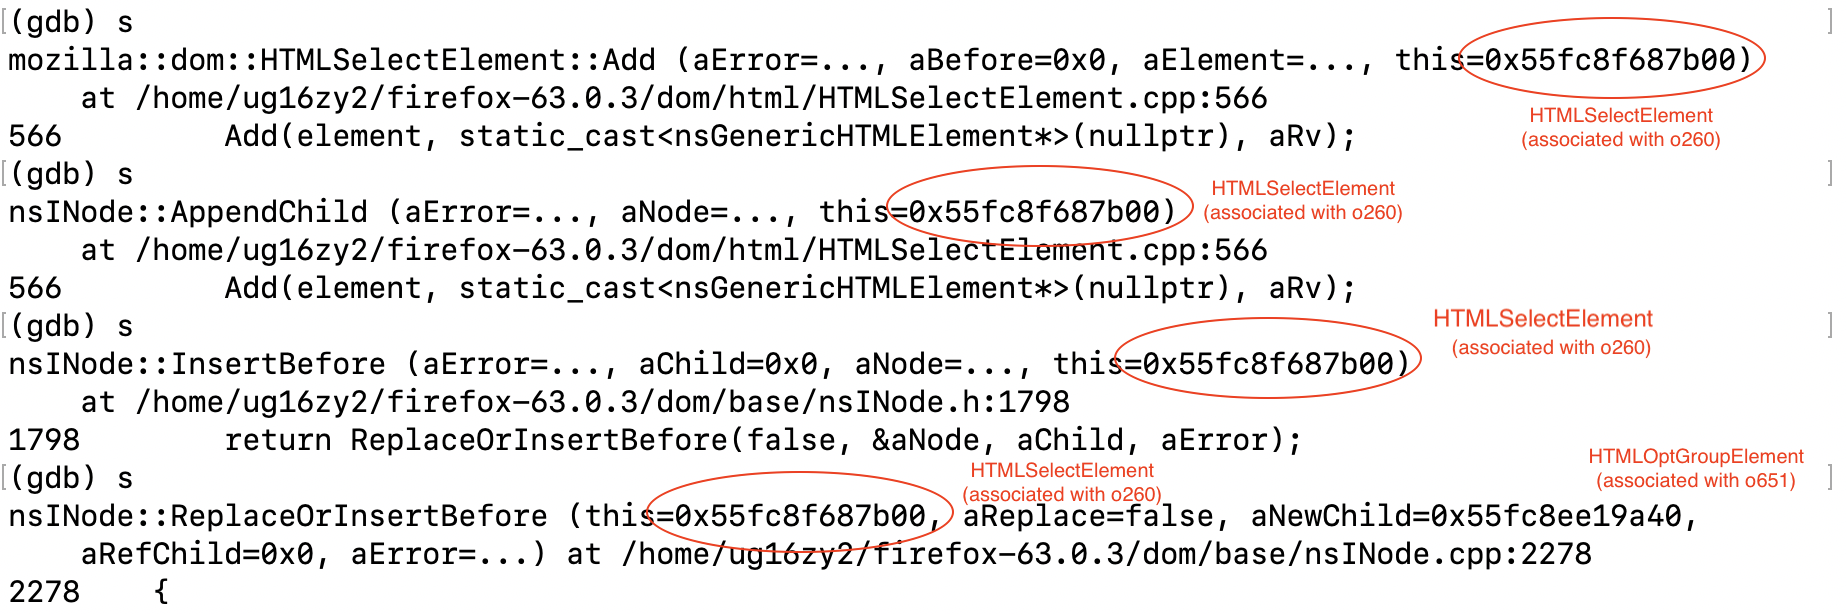 (gdb) s
mozilla::dom::HTMLSelectElement::Add (aError=..., aBefore=0x0, aElement=..., this=0x55fc8f687b00)
at /home/ug16zy2/firefox-63.0.3/dom/html/HTMLSelectElement.cpp:566
HTMLSelectElement
(associated with o260)
566 Add(element, static_cast<nsGenericHTMLElement*>(nullptr), aRv);
(gdb) s
nsINode::AppendChild (aError=..., aNode=..., this=0x55fc8f687b00)
HTMLSelectElement
(associated with o260)
at /home/ug16zy2/firefox-63.0.3/dom/html/HTMLSelectElement.cpp:566
566 Add(element, static_cast<nsGenericHTMLElement*>(nullptr), aRv);
(gdb) s
HTMLSelectElement
(associated with o260)
nsINode::InsertBefore (aError=..., aChild=0x0, aNode=..., this=0x55fc8f687b00)
at /home/ug16zy2/firefox-63.0.3/dom/base/nsINode.h:1798
1798 return ReplaceOrInsertBefore(false, &aNode, aChild, aError);
(gdb) s
HTMLSelectElement
(associated with o260)
HTMLOptGroupElement
(associated with o651)
nsINode::ReplaceOrInsertBefore (this=0x55fc8f687b00, aReplace=false, aNewChild=0x55fc8ee19a40,
aRefChild=0x0, aError=...) at /home/ug16zy2/firefox-63.0.3/dom/base/nsINode.cpp:2278
2278 {